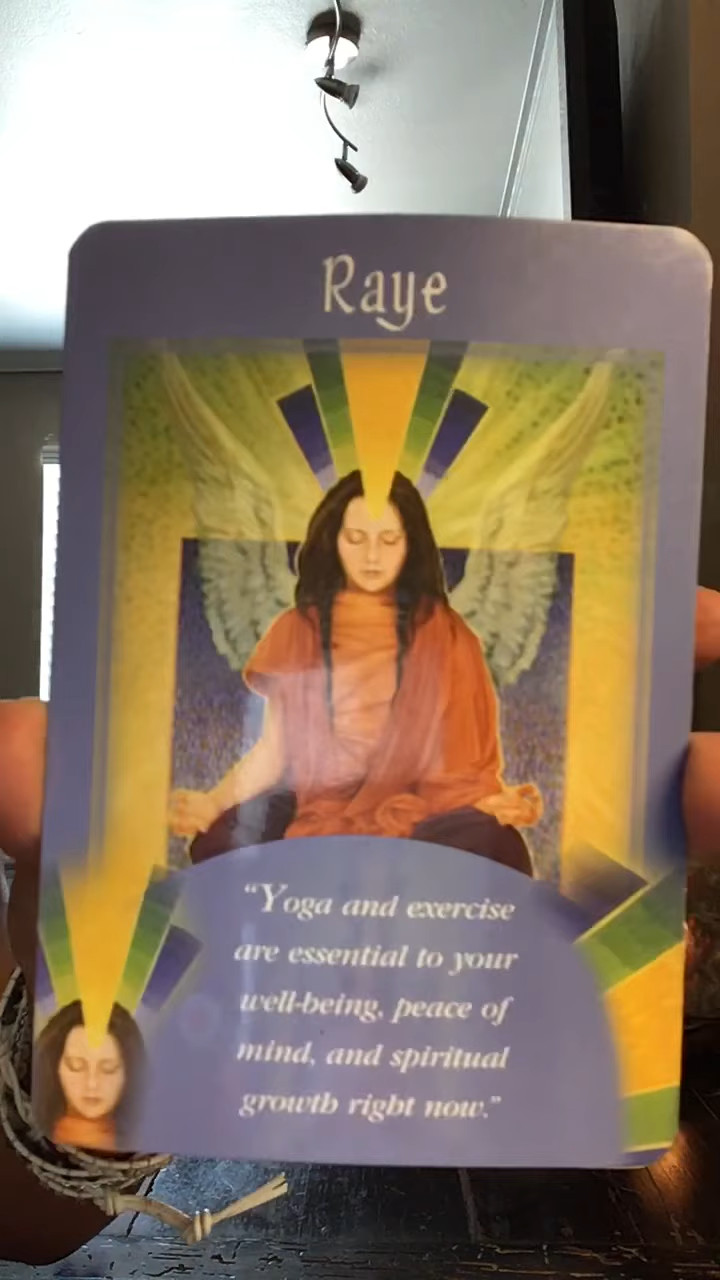 Raye
“Yoga and exercise
are essential to your
well-being, peace of
mind, and spiritual
growth right now.”